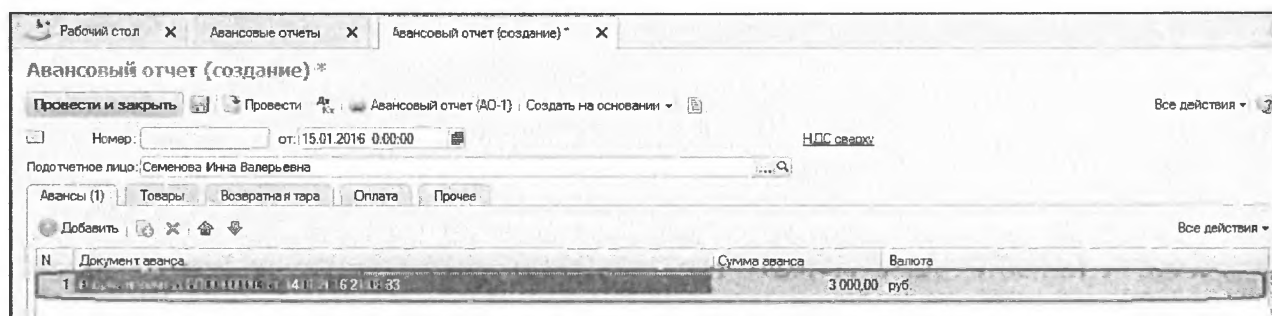 Рабочий стол X Авансовые отчеты X Авансовый отчет (создание) * X
Авансовый отчет (создание) *
Провести и закрыть Провести Дт Кт Авансовый отчет (АО-1) Создать на основании Все действия ?
Номер: от: 15.01.2016 0:00:00 НДС сверху
Подотчетное лицо: Семенова Инна Валерьевна ...
Авансы (1) Товары Возвратная тара Оплата Прочее
Добавить Все действия
N Документ аванса Сумма аванса Валюта
1 3 000,00 руб.